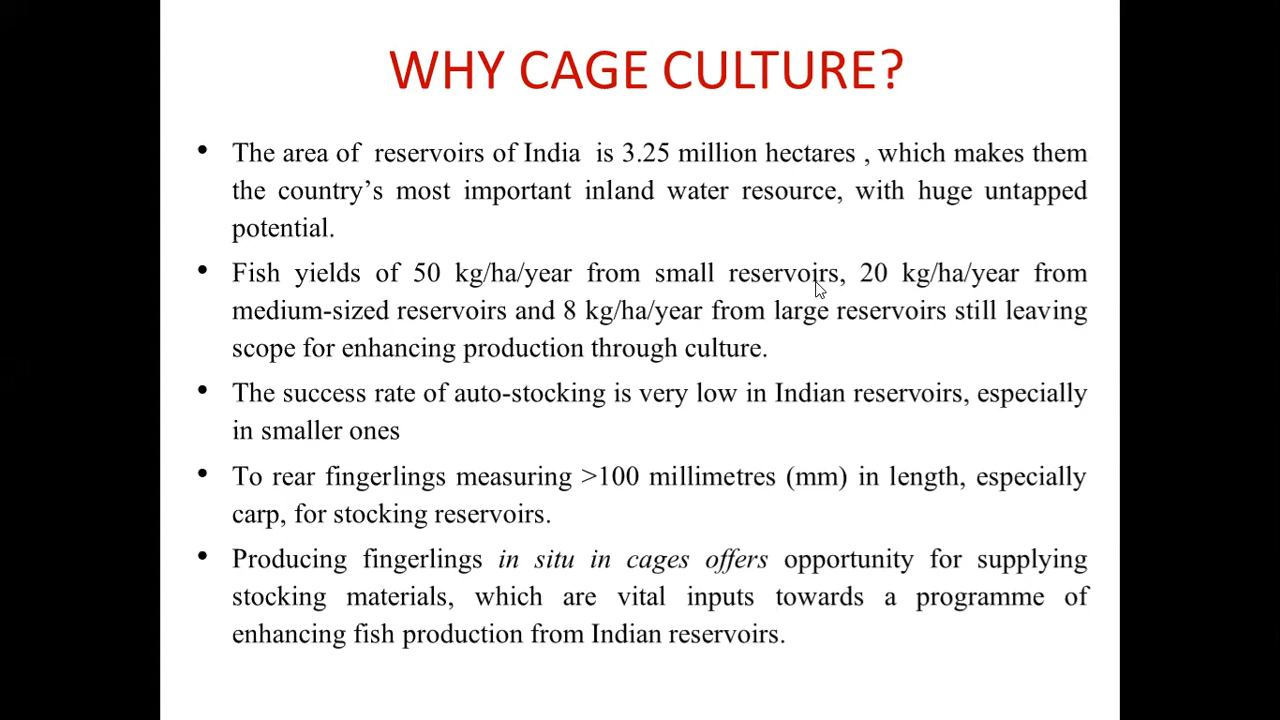 WHY CAGE CULTURE?
• The area of reservoirs of India is 3.25 million hectares , which makes them
the country’s most important inland water resource, with huge untapped
potential.
• Fish yields of 50 kg/ha/year from small reservoirs, 20 kg/ha/year from
medium-sized reservoirs and 8 kg/ha/year from large reservoirs still leaving
scope for enhancing production through culture.
• The success rate of auto-stocking is very low in Indian reservoirs, especially
in smaller ones
• To rear fingerlings measuring >100 millimetres (mm) in length, especially
carp, for stocking reservoirs.
• Producing fingerlings in situ in cages offers opportunity for supplying
stocking materials, which are vital inputs towards a programme of
enhancing fish production from Indian reservoirs.